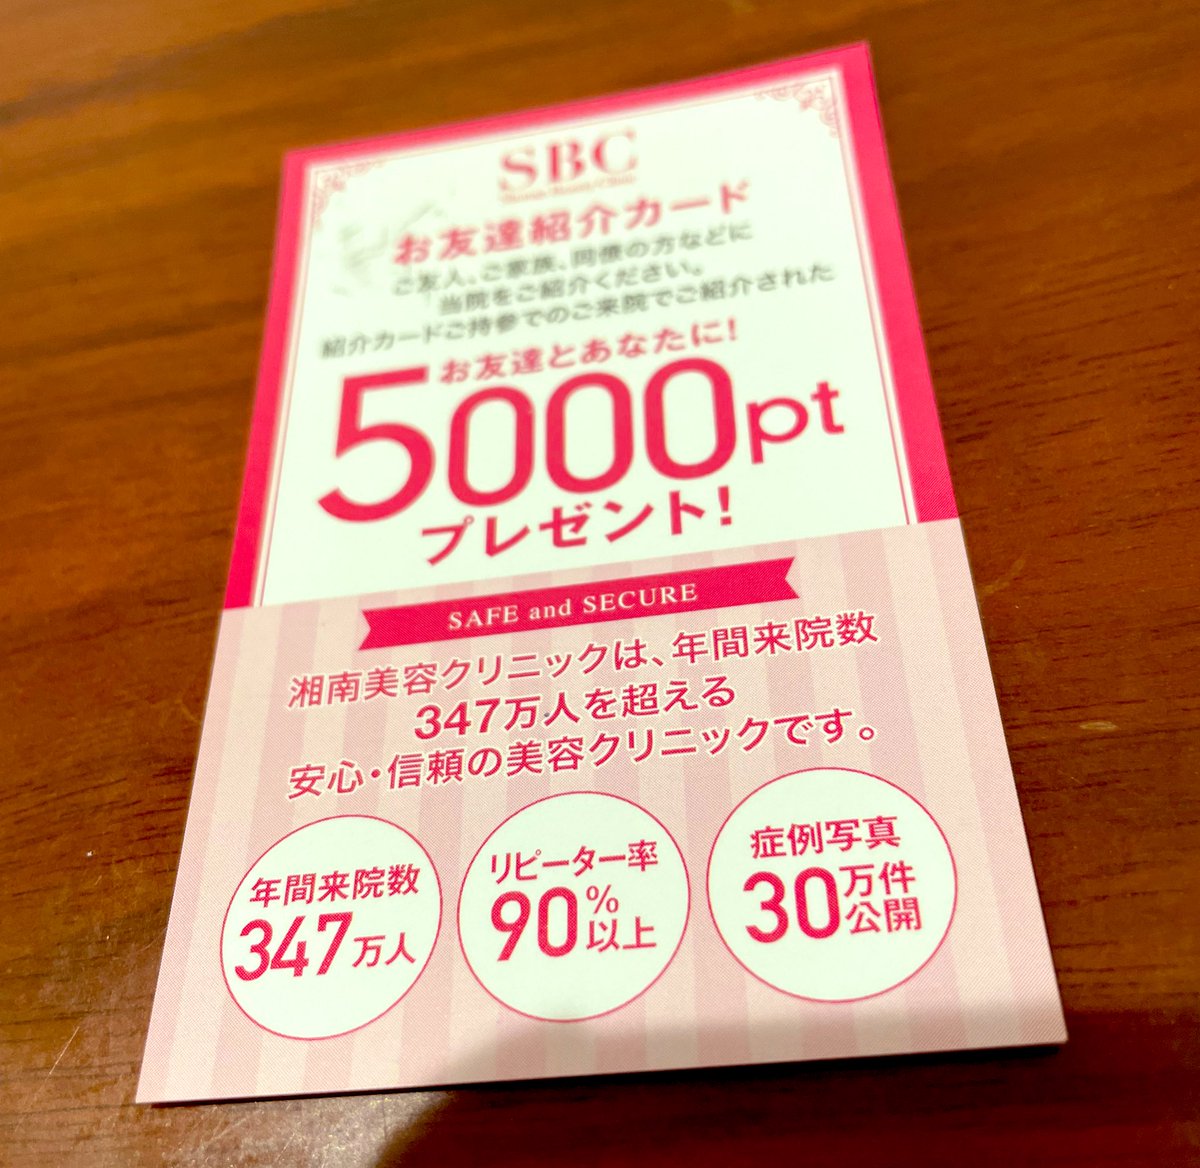 SBC
お友達紹介カード
ご友人、ご家族、同僚の方などに
当院をご紹介ください。
紹介カードご持参でのご来院でご紹介された
お友達とあなたに!
5000pt
プレゼント!
SAFE and SECURE
湘南美容クリニックは、年間来院数
347万人を超える
安心・信頼の美容クリニックです。
年間来院数
347万人
リピーター率
90%以上
症例写真
30万件公開